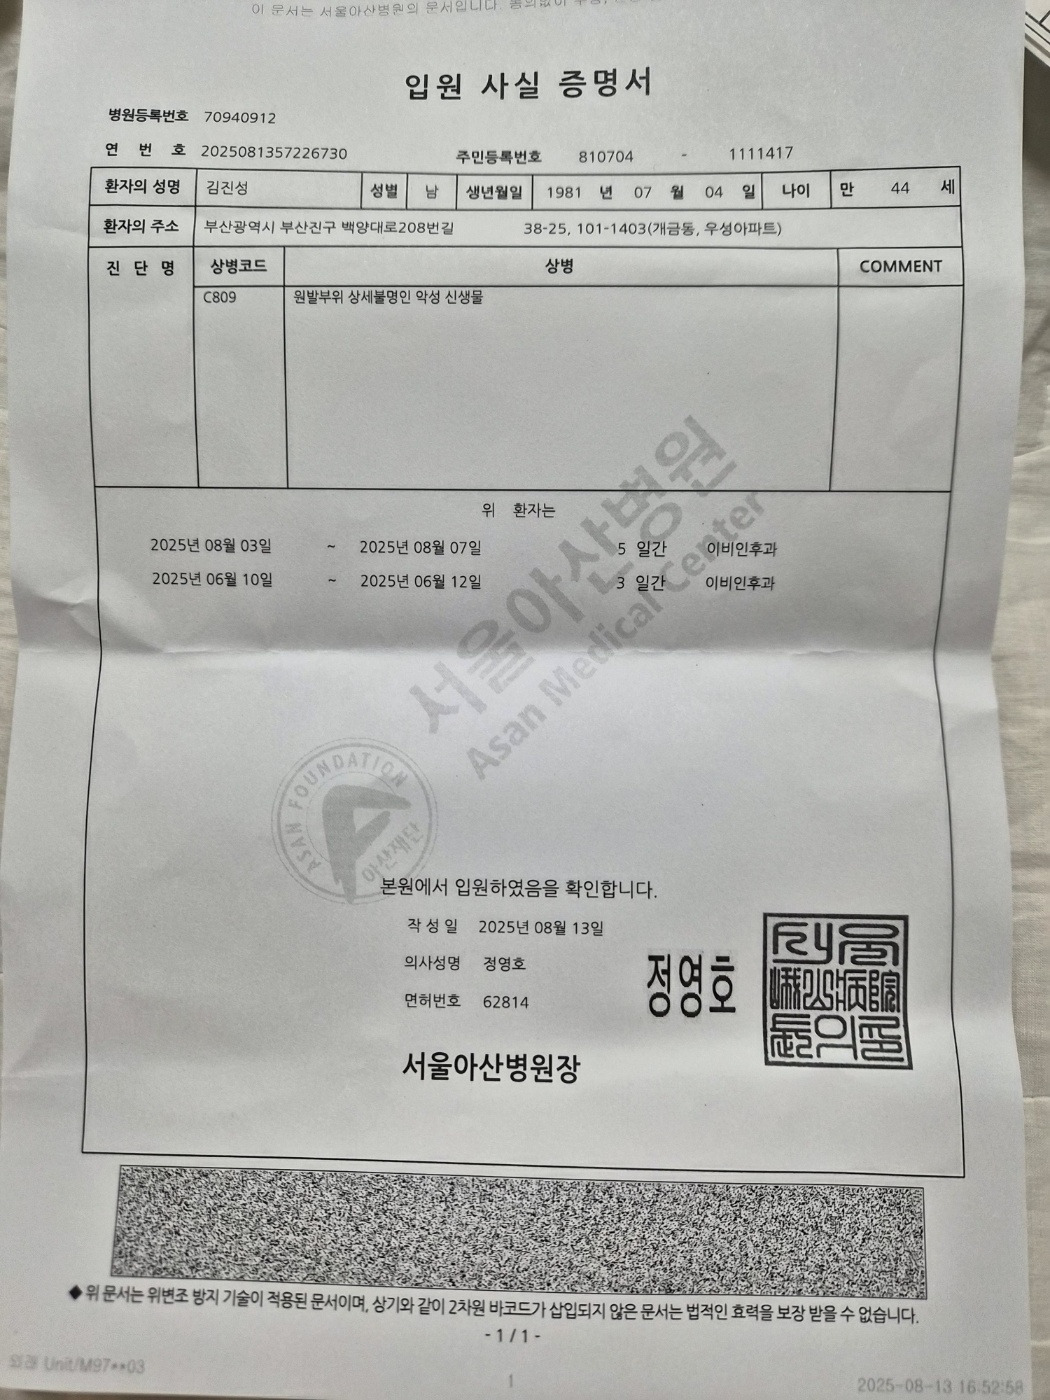 이 문서는 서울아산병원의 문서입니다.
입원 사실 증명서
병원등록번호 70940912
연 번 호 2025081357226730 주민등록번호 810704 - 1111417
환자의 성명 김진성 성별 남 생년월일 1981 년 07 월 04 일 나이 만 44 세
환자의 주소 부산광역시 부산진구 백양대로208번길 38-25, 101-1403(개금동, 우성아파트)
진 단 명 상병코드 상병 COMMENT
C809 원발부위 상세불명인 악성 신생물
위 환자는
2025년 08월 03일 ~ 2025년 08월 07일 5 일간 이비인후과
2025년 06월 10일 ~ 2025년 06월 12일 3 일간 이비인후과
서울아산병원
Asan Medical Center
ASAN FOUNDATION
아산재단
본원에서 입원하였음을 확인합니다.
작 성 일 2025년 08월 13일
의사성명 정영호
정영호
면허번호 62814
서울아산병원장
◆ 위 문서는 위변조 방지 기술이 적용된 문서이며, 상기와 같이 2차원 바코드가 삽입되지 않은 문서는 법적인 효력을 보장 받을 수 없습니다.
- 1 / 1 -
외래 Unit/M97**03 1 2025-08-13 16:52:58